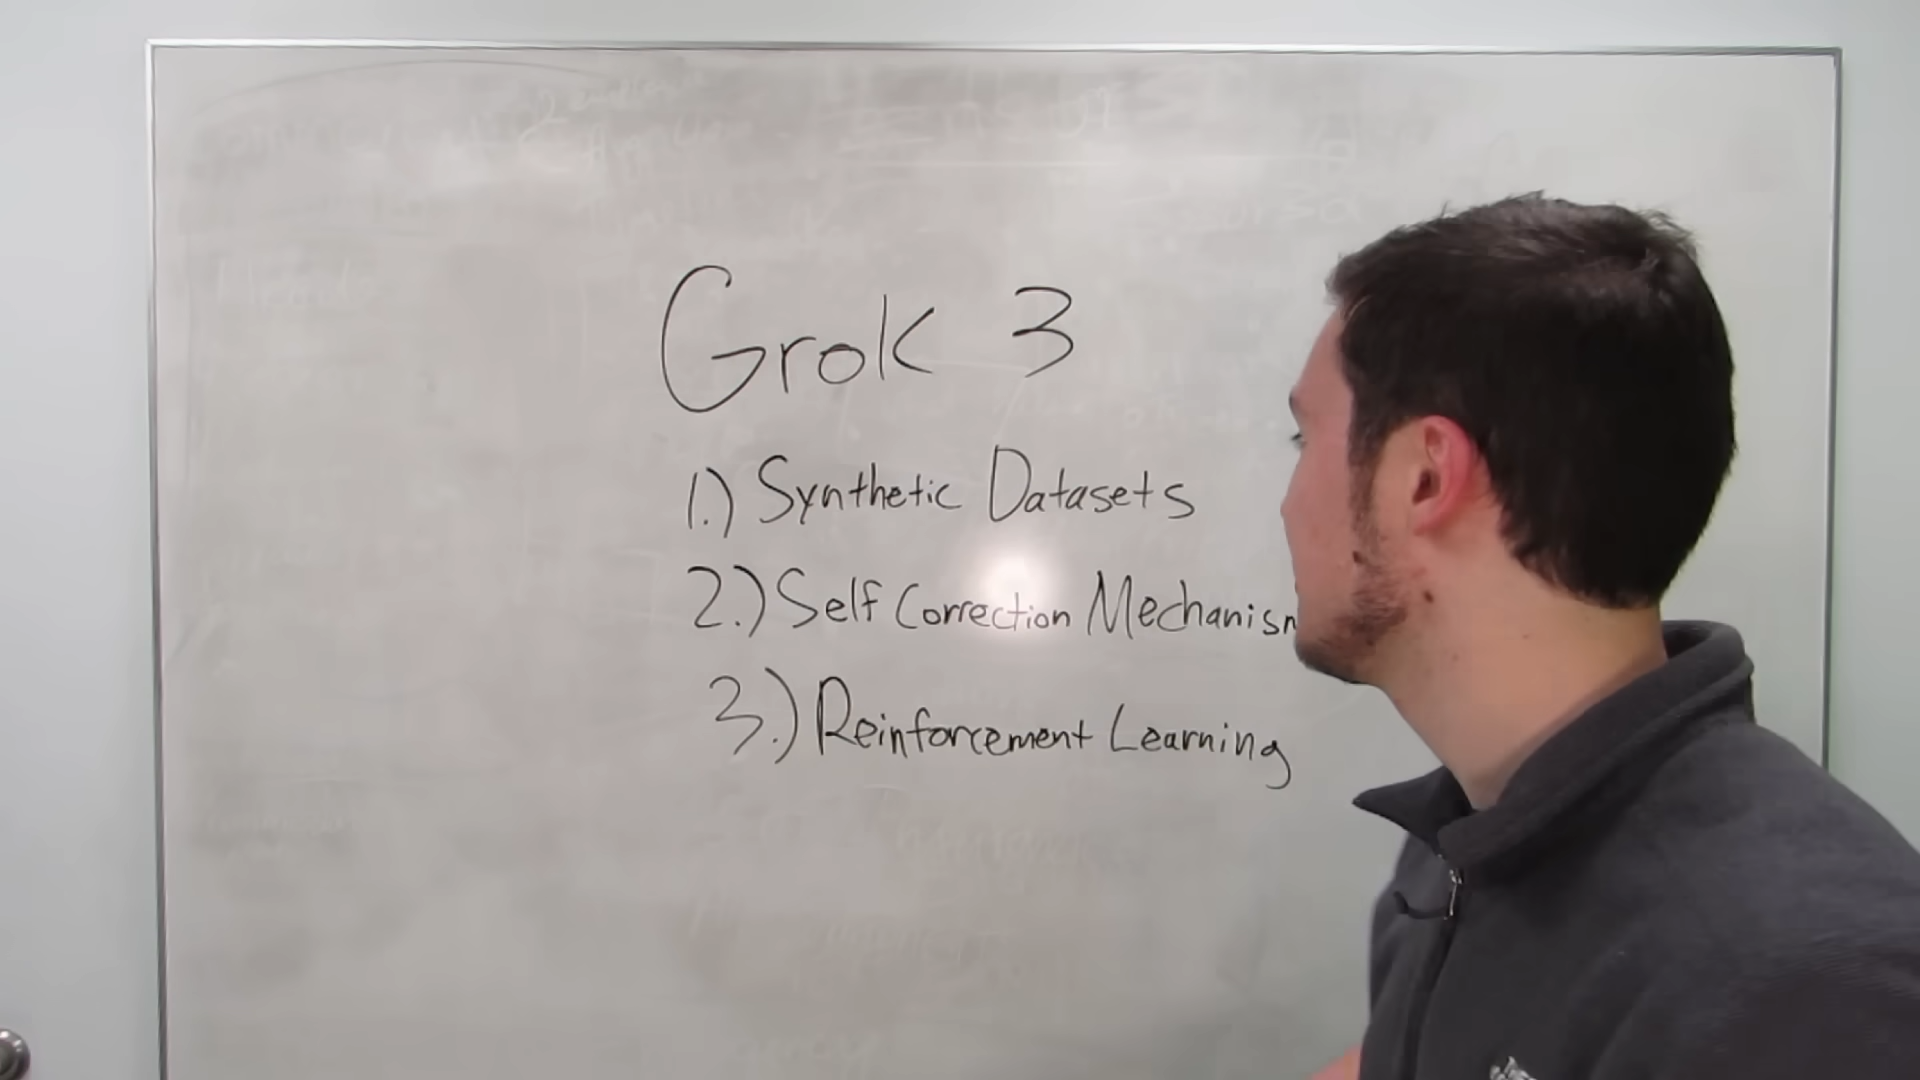 Grok 3
1.) Synthetic Datasets
2.) Self Correction Mechanism
3.) Reinforcement Learning